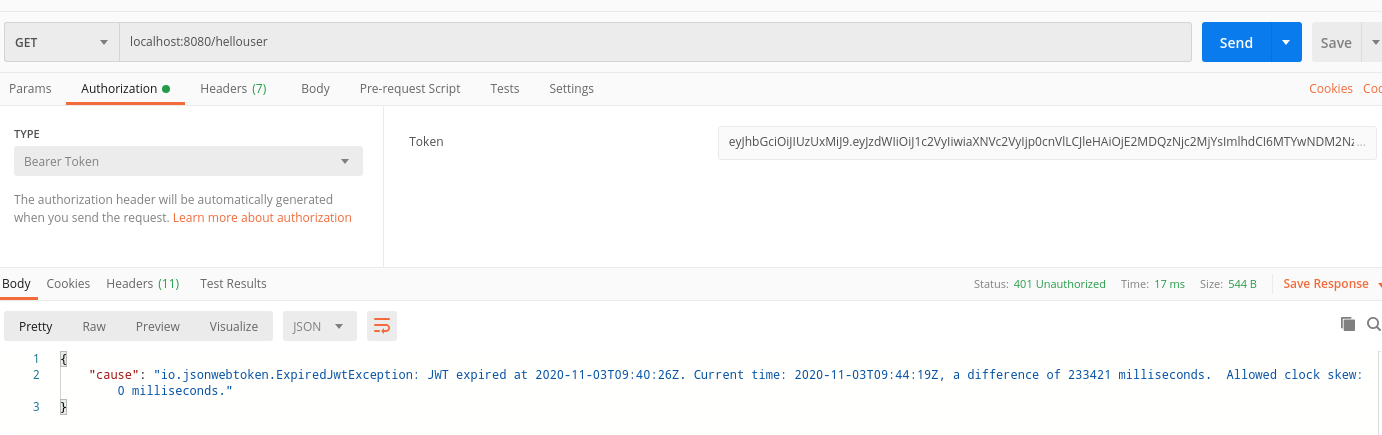 GET localhost:8080/hellouser Send Save
Params Authorization Headers (7) Body Pre-request Script Tests Settings Cookies
TYPE
Bearer Token
The authorization header will be automatically generated
when you send the request. Learn more about authorization
Token
Body Cookies Headers (11) Test Results Status: 401 Unauthorized Time: 17 ms Size: 544 B Save Response
Pretty Raw Preview Visualize JSON
1 {
2 "cause": "io.jsonwebtoken.ExpiredJwtException: JWT expired at 2020-11-03T09:40:26Z. Current time: 2020-11-03T09:44:19Z, a difference of 233421 milliseconds.  Allowed clock skew:
0 milliseconds."
3 }